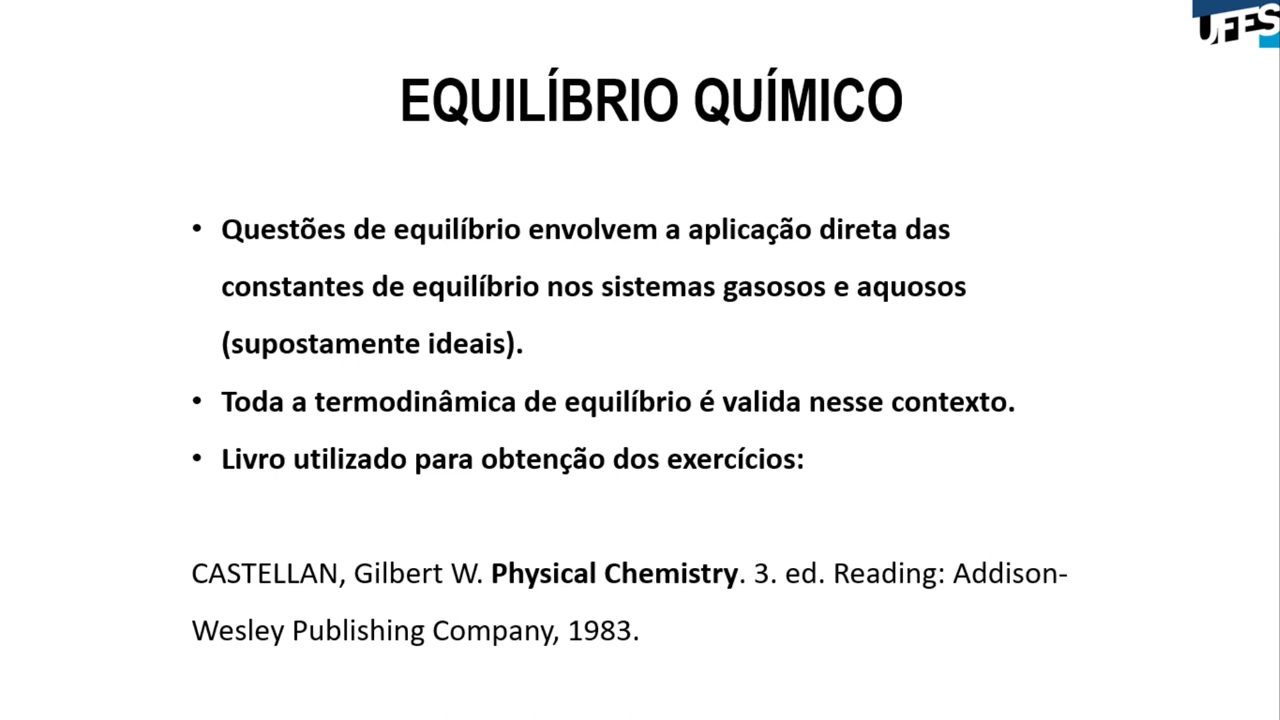 UFES
EQUILÍBRIO QUÍMICO
• Questões de equilíbrio envolvem a aplicação direta das
constantes de equilíbrio nos sistemas gasosos e aquosos
(supostamente ideais).
• Toda a termodinâmica de equilíbrio é valida nesse contexto.
• Livro utilizado para obtenção dos exercícios:
CASTELLAN, Gilbert W. Physical Chemistry. 3. ed. Reading: Addison-
Wesley Publishing Company, 1983.